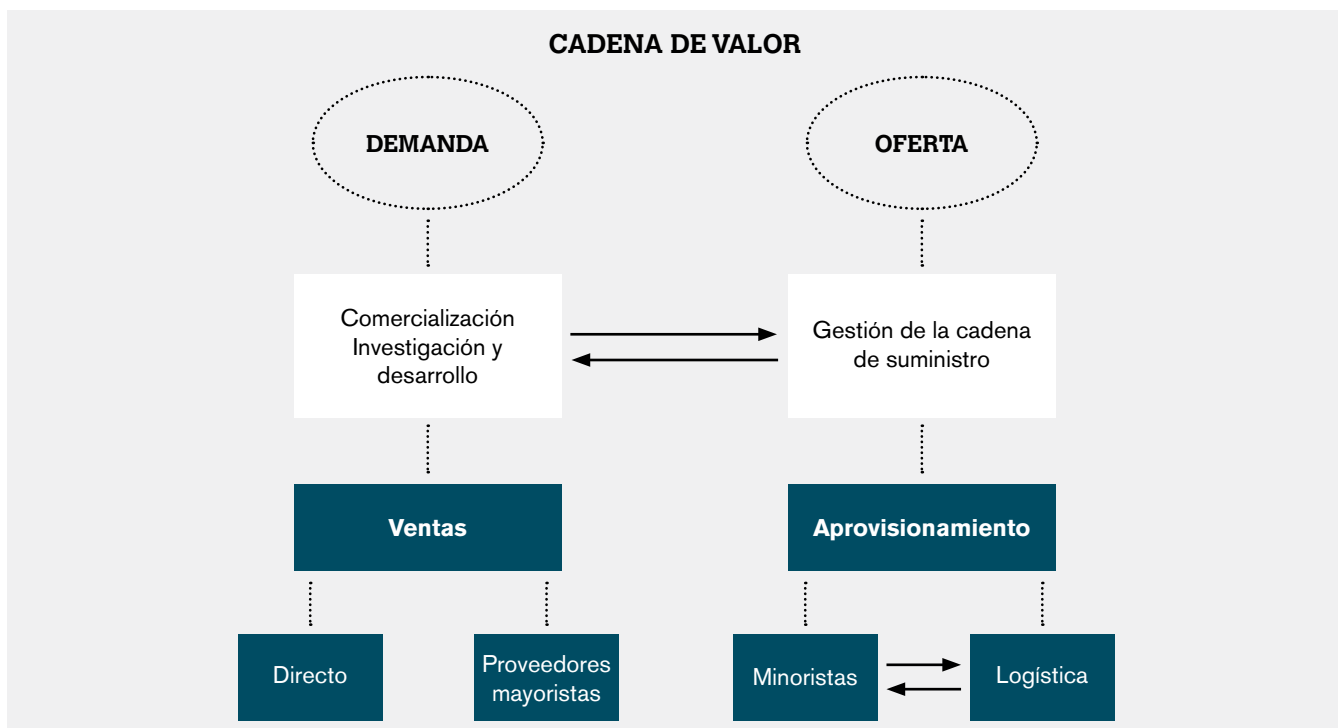 CADENA DE VALOR
DEMANDA
OFERTA
Comercialización
Investigación y
desarrollo
Gestión de la cadena
de suministro
Ventas
Aprovisionamiento
Directo
Proveedores
mayoristas
Minoristas
Logística